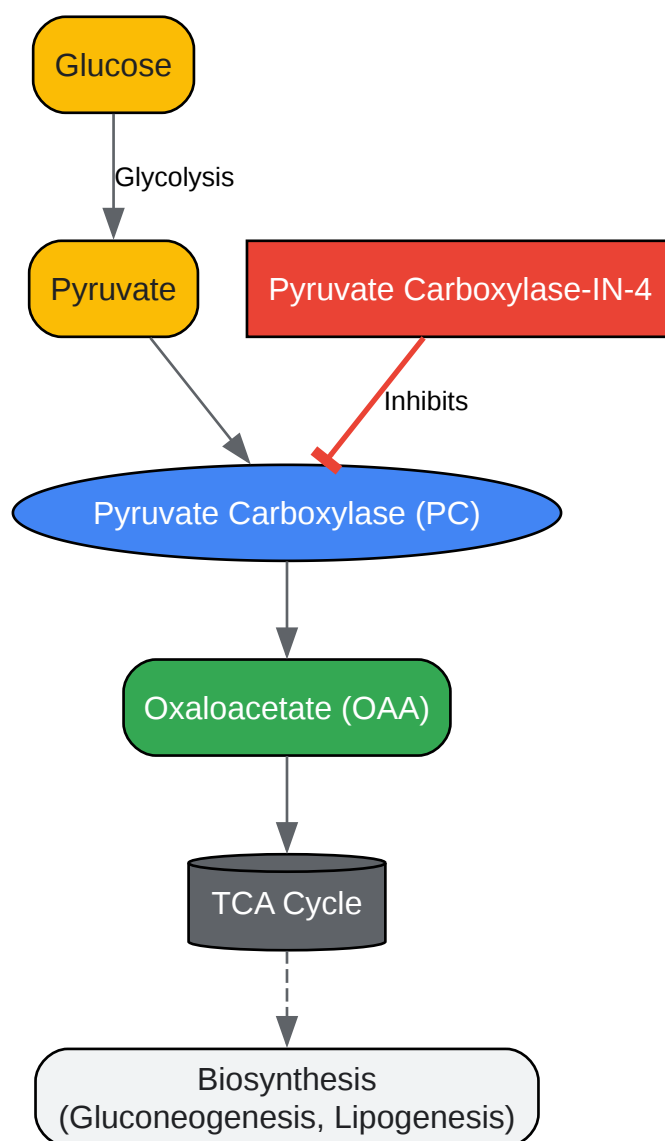 Glucose
Glycolysis
Pyruvate
Pyruvate Carboxylase-IN-4
Inhibits
Pyruvate Carboxylase (PC)
Oxaloacetate (OAA)
TCA Cycle
Biosynthesis
(Gluconeogenesis, Lipogenesis)